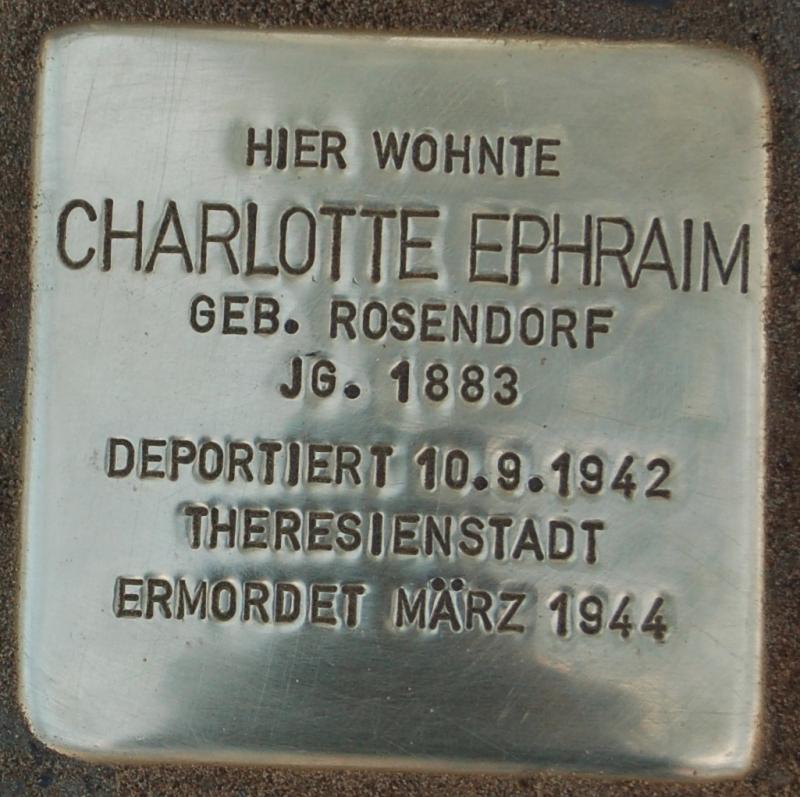 HIER WOHNTE
CHARLOTTE EPHRAIM
GEB. ROSENDORF
JG. 1883
DEPORTIERT 10.9.1942
THERESIENSTADT
ERMORDET MÄRZ 1944